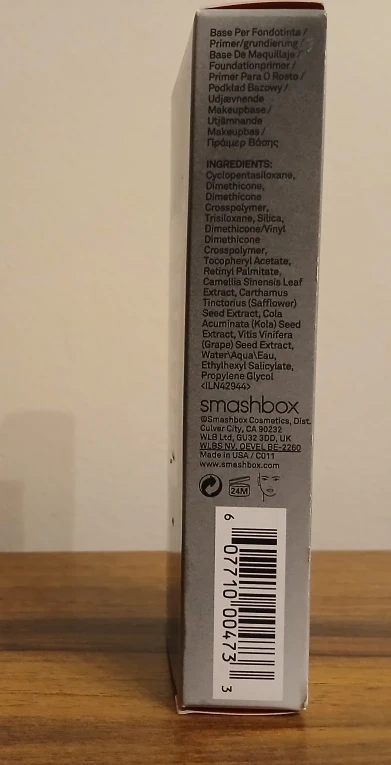 Base Per Fondotinta /
Primer/grundierung /
Base De Maquillaje /
Foundationprimer /
Primer Para O Rosto /
Podkład Bazowy /
Udjævnende
Makeupbase /
Utjämnande
Makeupbas /
Πράιμερ Βάσης
INGREDIENTS:
Cyclopentasiloxane,
Dimethicone,
Dimethicone
Crosspolymer,
Trisiloxane, Silica,
Dimethicone/Vinyl
Dimethicone
Crosspolymer,
Tocopheryl Acetate,
Retinyl Palmitate,
Camellia Sinensis Leaf
Extract, Carthamus
Tinctorius (Safflower)
Seed Extract, Cola
Acuminata (Kola) Seed
Extract, Vitis Vinifera
(Grape) Seed Extract,
Water\Aqua\Eau,
Ethylhexyl Salicylate,
Propylene Glycol
<ILN42944>
smashbox
©Smashbox Cosmetics, Dist.
Culver City, CA 90232
WLB Ltd, GU32 3DD, UK
WLBS NV, OEVEL BE-2260
Made in USA / C011
www.smashbox.com
24M
6 07710 00473 3